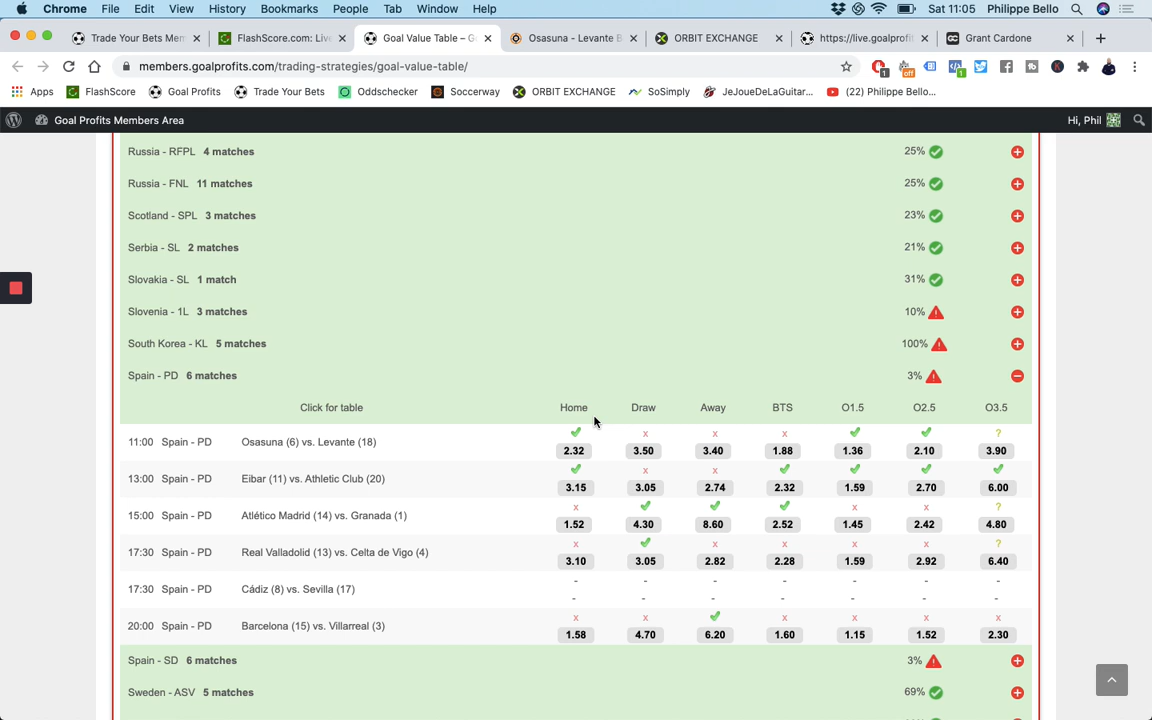 Chrome File Edit View History Bookmarks People Tab Window Help Sat 11:05 Philippe Bello
Trade Your Bets Mem FlashScore.com: Live Goal Value Table – G Osasuna - Levante B ORBIT EXCHANGE https://live.goalprofit Grant Cardone
members.goalprofits.com/trading-strategies/goal-value-table/
Apps FlashScore Goal Profits Trade Your Bets Oddschecker Soccerway ORBIT EXCHANGE SoSimply JeJoueDeLaGuitar... (22) Philippe Bello...
Goal Profits Members Area Hi, Phil
Russia - RFPL 4 matches 25%
Russia - FNL 11 matches 25%
Scotland - SPL 3 matches 23%
Serbia - SL 2 matches 21%
Slovakia - SL 1 match 31%
Slovenia - 1L 3 matches 10%
South Korea - KL 5 matches 100%
Spain - PD 6 matches 3%
Click for table Home Draw Away BTS O1.5 O2.5 O3.5
x x x ?
11:00 Spain - PD Osasuna (6) vs. Levante (18)
2.32 3.50 3.40 1.88 1.36 2.10 3.90
x x
13:00 Spain - PD Eibar (11) vs. Athletic Club (20)
3.15 3.05 2.74 2.32 1.59 2.70 6.00
x x x ?
15:00 Spain - PD Atlético Madrid (14) vs. Granada (1)
1.52 4.30 8.60 2.52 1.45 2.42 4.80
x x x x x ?
17:30 Spain - PD Real Valladolid (13) vs. Celta de Vigo (4)
3.10 3.05 2.82 2.28 1.59 2.92 6.40
- - - - - - -
17:30 Spain - PD Cádiz (8) vs. Sevilla (17)
- - - - - - -
x x x x x x
20:00 Spain - PD Barcelona (15) vs. Villarreal (3)
1.58 4.70 6.20 1.60 1.15 1.52 2.30
Spain - SD 6 matches 3%
Sweden - ASV 5 matches 69%